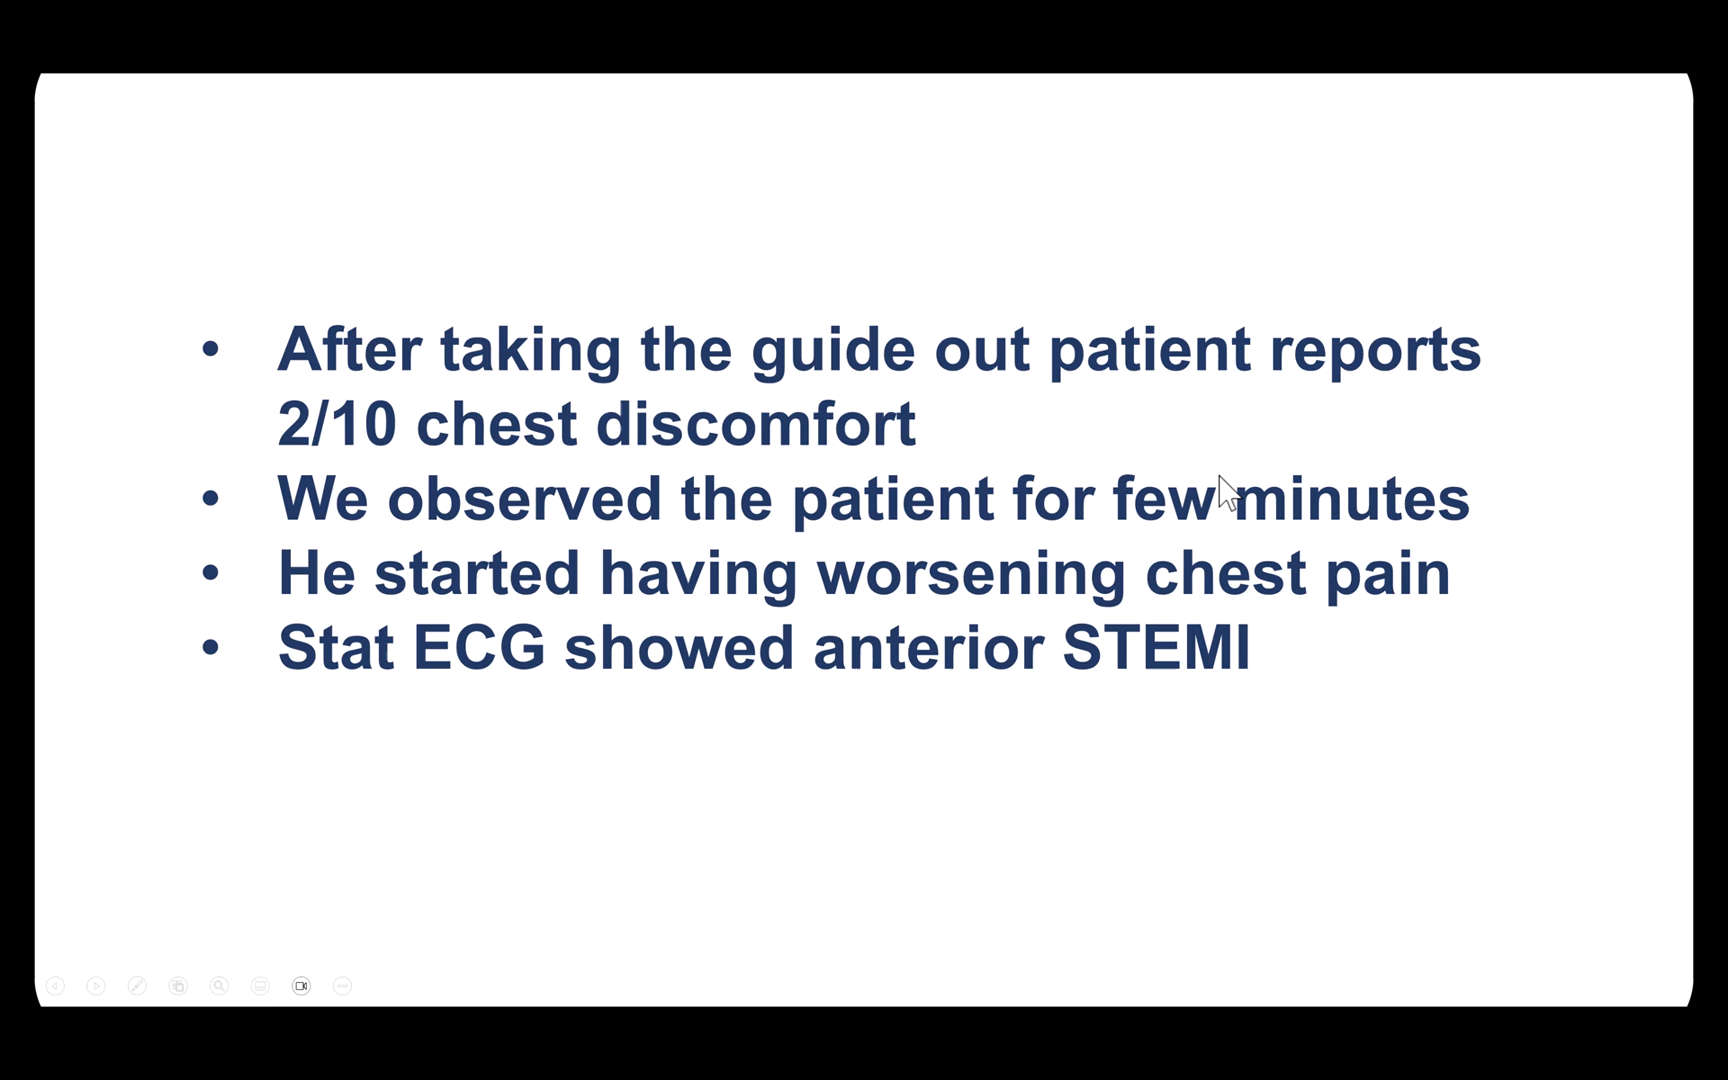 • After taking the guide out patient reports
2/10 chest discomfort
• We observed the patient for few minutes
• He started having worsening chest pain
• Stat ECG showed anterior STEMI